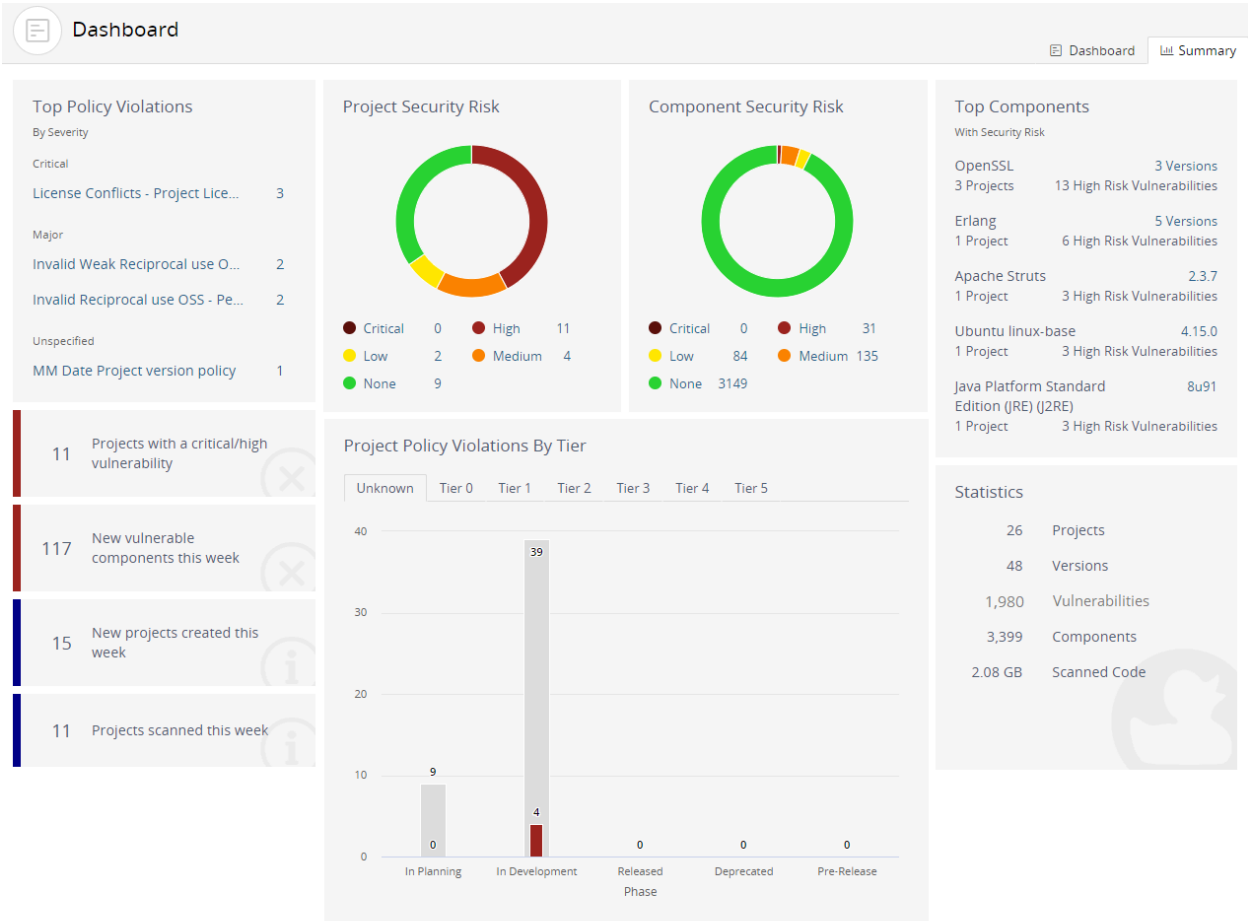 Dashboard
Dashboard
Summary
Top Policy Violations
By Severity
Critical
License Conflicts - Project Lice... 3
Major
Invalid Weak Reciprocal use O... 2
Invalid Reciprocal use OSS - Pe... 2
Unspecified
MM Date Project version policy 1
11 Projects with a critical/high
vulnerability
117 New vulnerable
components this week
15 New projects created this
week
11 Projects scanned this week
Project Security Risk
Critical 0 High 11
Low 2 Medium 4
None 9
Component Security Risk
Critical 0 High 31
Low 84 Medium 135
None 3149
Project Policy Violations By Tier
Unknown Tier 0 Tier 1 Tier 2 Tier 3 Tier 4 Tier 5
40
39
30
20
10
9
4
0 0 0 0
0
In Planning In Development Released Deprecated Pre-Release
Phase
Top Components
With Security Risk
OpenSSL 3 Versions
3 Projects 13 High Risk Vulnerabilities
Erlang 5 Versions
1 Project 6 High Risk Vulnerabilities
Apache Struts 2.3.7
1 Project 3 High Risk Vulnerabilities
Ubuntu linux-base 4.15.0
1 Project 3 High Risk Vulnerabilities
Java Platform Standard 8u91
Edition (JRE) (J2RE)
1 Project 3 High Risk Vulnerabilities
Statistics
26 Projects
48 Versions
1,980 Vulnerabilities
3,399 Components
2.08 GB Scanned Code